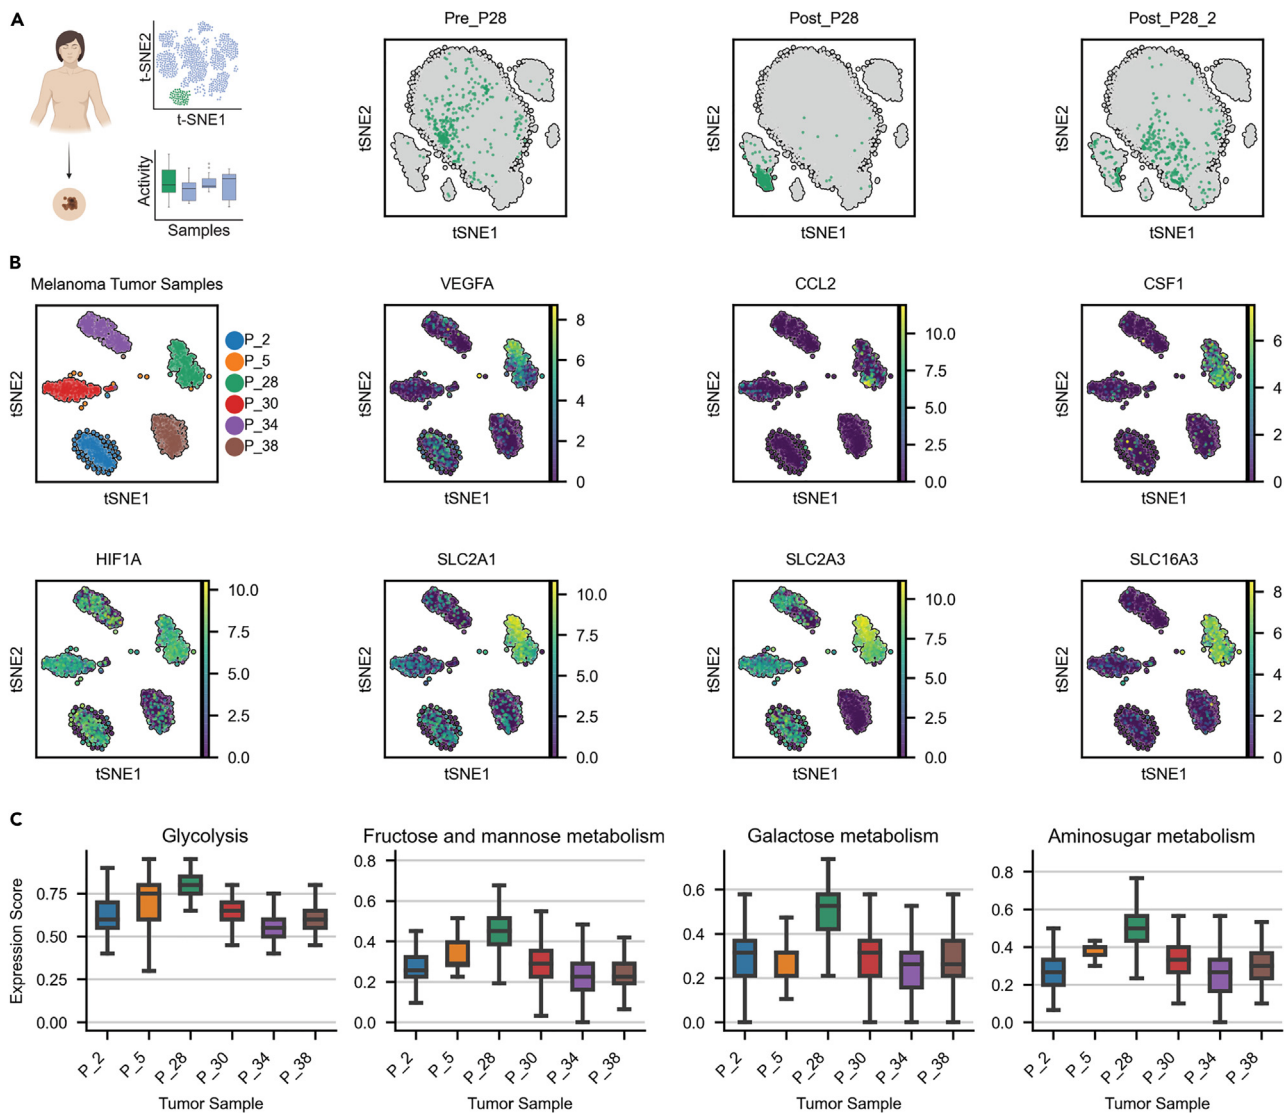 A
t-SNE2
t-SNE1
Activity
Samples
Pre_P28
tSNE2
tSNE1
Post_P28
tSNE2
tSNE1
Post_P28_2
tSNE2
tSNE1
B
Melanoma Tumor Samples
tSNE2
tSNE1
P_2
P_5
P_28
P_30
P_34
P_38
VEGFA
tSNE2
tSNE1
8
6
4
2
0
CCL2
tSNE2
tSNE1
10.0
7.5
5.0
2.5
0.0
CSF1
tSNE2
tSNE1
6
4
2
0
HIF1A
tSNE2
tSNE1
10.0
7.5
5.0
2.5
0.0
SLC2A1
tSNE2
tSNE1
10.0
7.5
5.0
2.5
0.0
SLC2A3
tSNE2
tSNE1
10.0
7.5
5.0
2.5
0.0
SLC16A3
tSNE2
tSNE1
8
6
4
2
0
C
Glycolysis
Expression Score
0.75
0.50
0.25
0.00
P_2
P_5
P_28
P_30
P_34
P_38
Tumor Sample
Fructose and mannose metabolism
0.8
0.6
0.4
0.2
0.0
P_2
P_5
P_28
P_30
P_34
P_38
Tumor Sample
Galactose metabolism
0.6
0.4
0.2
0.0
P_2
P_5
P_28
P_30
P_34
P_38
Tumor Sample
Aminosugar metabolism
0.8
0.6
0.4
0.2
0.0
P_2
P_5
P_28
P_30
P_34
P_38
Tumor Sample